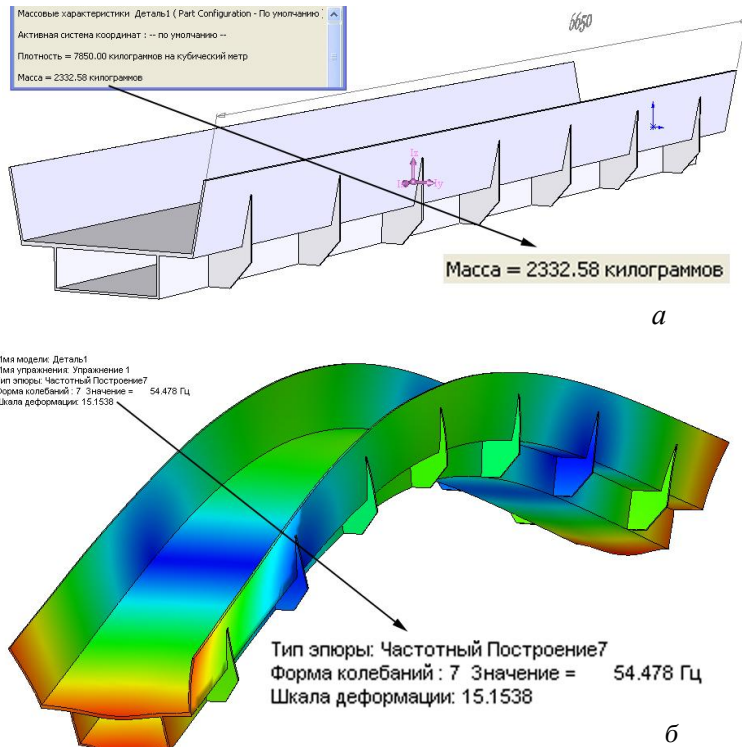 Массовые характеристики Деталь1 ( Part Configuration - По умолчанию )
Активная система координат : -- по умолчанию --
Плотность = 7850.00 килограммов на кубический метр
Масса = 2332.58 килограммов
6650
Iz
Iy
Масса = 2332.58 килограммов
а
Имя модели: Деталь1
Имя упражнения: Упражнение 1
Тип эпюры: Частотный Построение7
Форма колебаний : 7 Значение = 54.478 Гц
Шкала деформации: 15.1538
Тип эпюры: Частотный Построение7
Форма колебаний : 7 Значение = 54.478 Гц
Шкала деформации: 15.1538
б